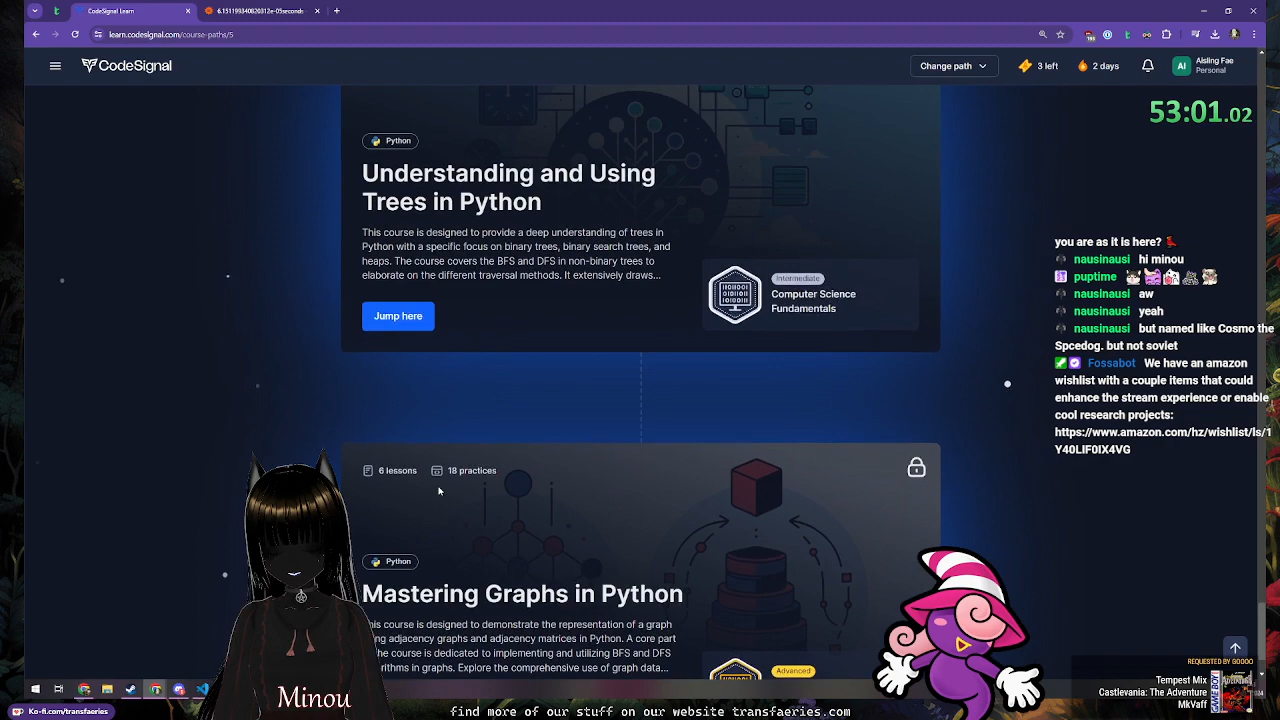 CodeSignal Learn
6.151199340820312e-05seconds
learn.codesignal.com/course-paths/5
CodeSignal
Change path
3 left
2 days
AI
Aisling Fae
Personal
53:01.02
Python
Understanding and Using
Trees in Python
This course is designed to provide a deep understanding of trees in
Python with a specific focus on binary trees, binary search trees, and
heaps. The course covers the BFS and DFS in non-binary trees to
elaborate on the different traversal methods. It extensively draws...
Intermediate
Computer Science
Fundamentals
Jump here
you are as it is here?
nausinausi hi minou
puptime
nausinausi aw
nausinausi yeah
nausinausi but named like Cosmo the
Spcedog. but not soviet
Fossabot We have an amazon
wishlist with a couple items that could
enhance the stream experience or enable
cool research projects:
https://www.amazon.com/hz/wishlist/ls/1
Y40LIF0IX4VG
6 lessons
18 practices
Python
Mastering Graphs in Python
his course is designed to demonstrate the representation of a graph
ing adjacency graphs and adjacency matrices in Python. A core part
the course is dedicated to implementing and utilizing BFS and DFS
rithms in graphs. Explore the comprehensive use of graph data...
Advanced
REQUESTED BY GOOOO
Tempest Mix
Castlevania: The Adventure
MkVaff
Minou
Ko-fi.com/transfaeries
find more of our stuff on our website transfaeries.com